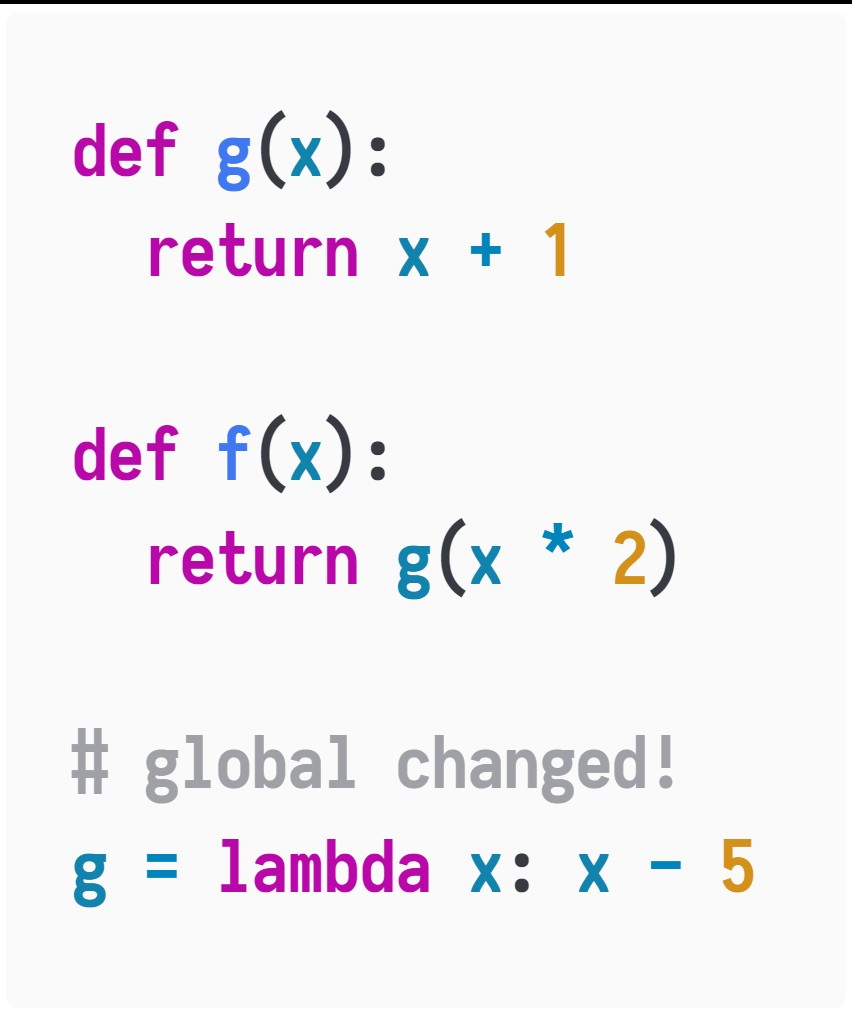 def g(x):
  return x + 1
def f(x):
  return g(x * 2)
# global changed!
g = lambda x: x - 5